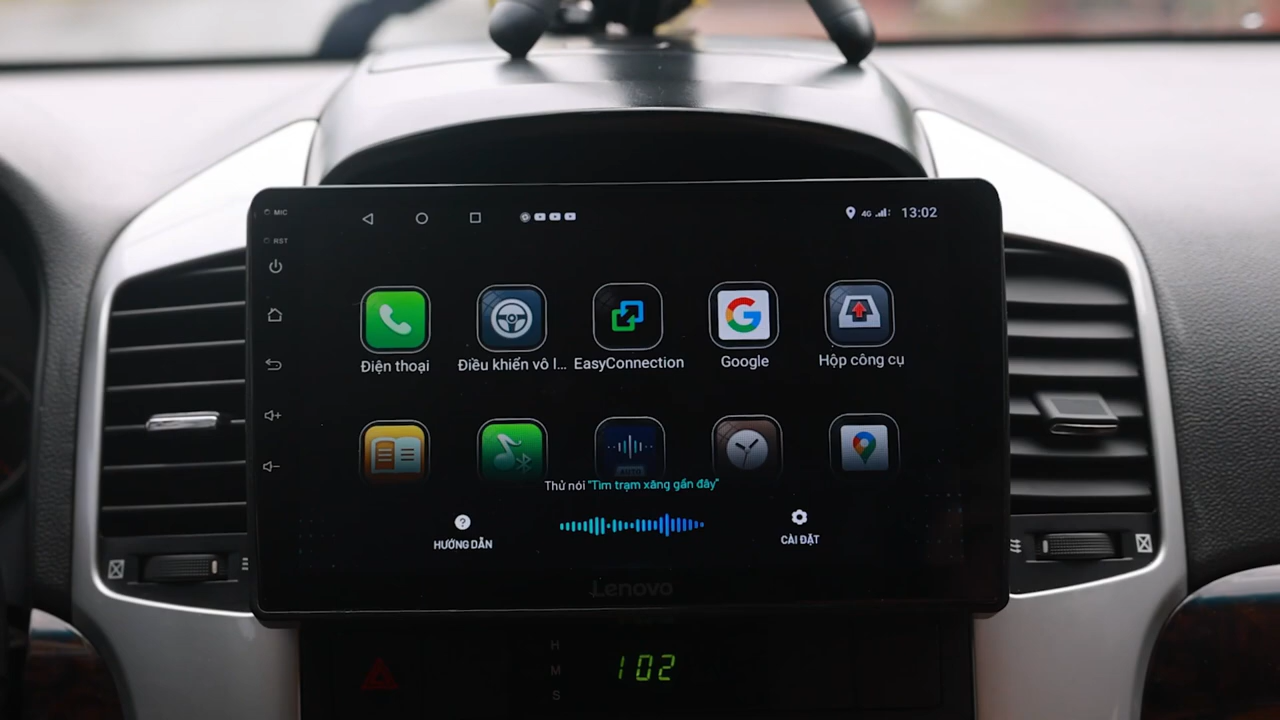 MIC
4G 13:02
RST
Điện thoại
Điều khiển vô l...
EasyConnection
Google
Hộp công cụ
AUTO
Thử nói "Tìm trạm xăng gần đây"
HƯỚNG DẪN
CÀI ĐẶT
Lenovo
H
M
S
102